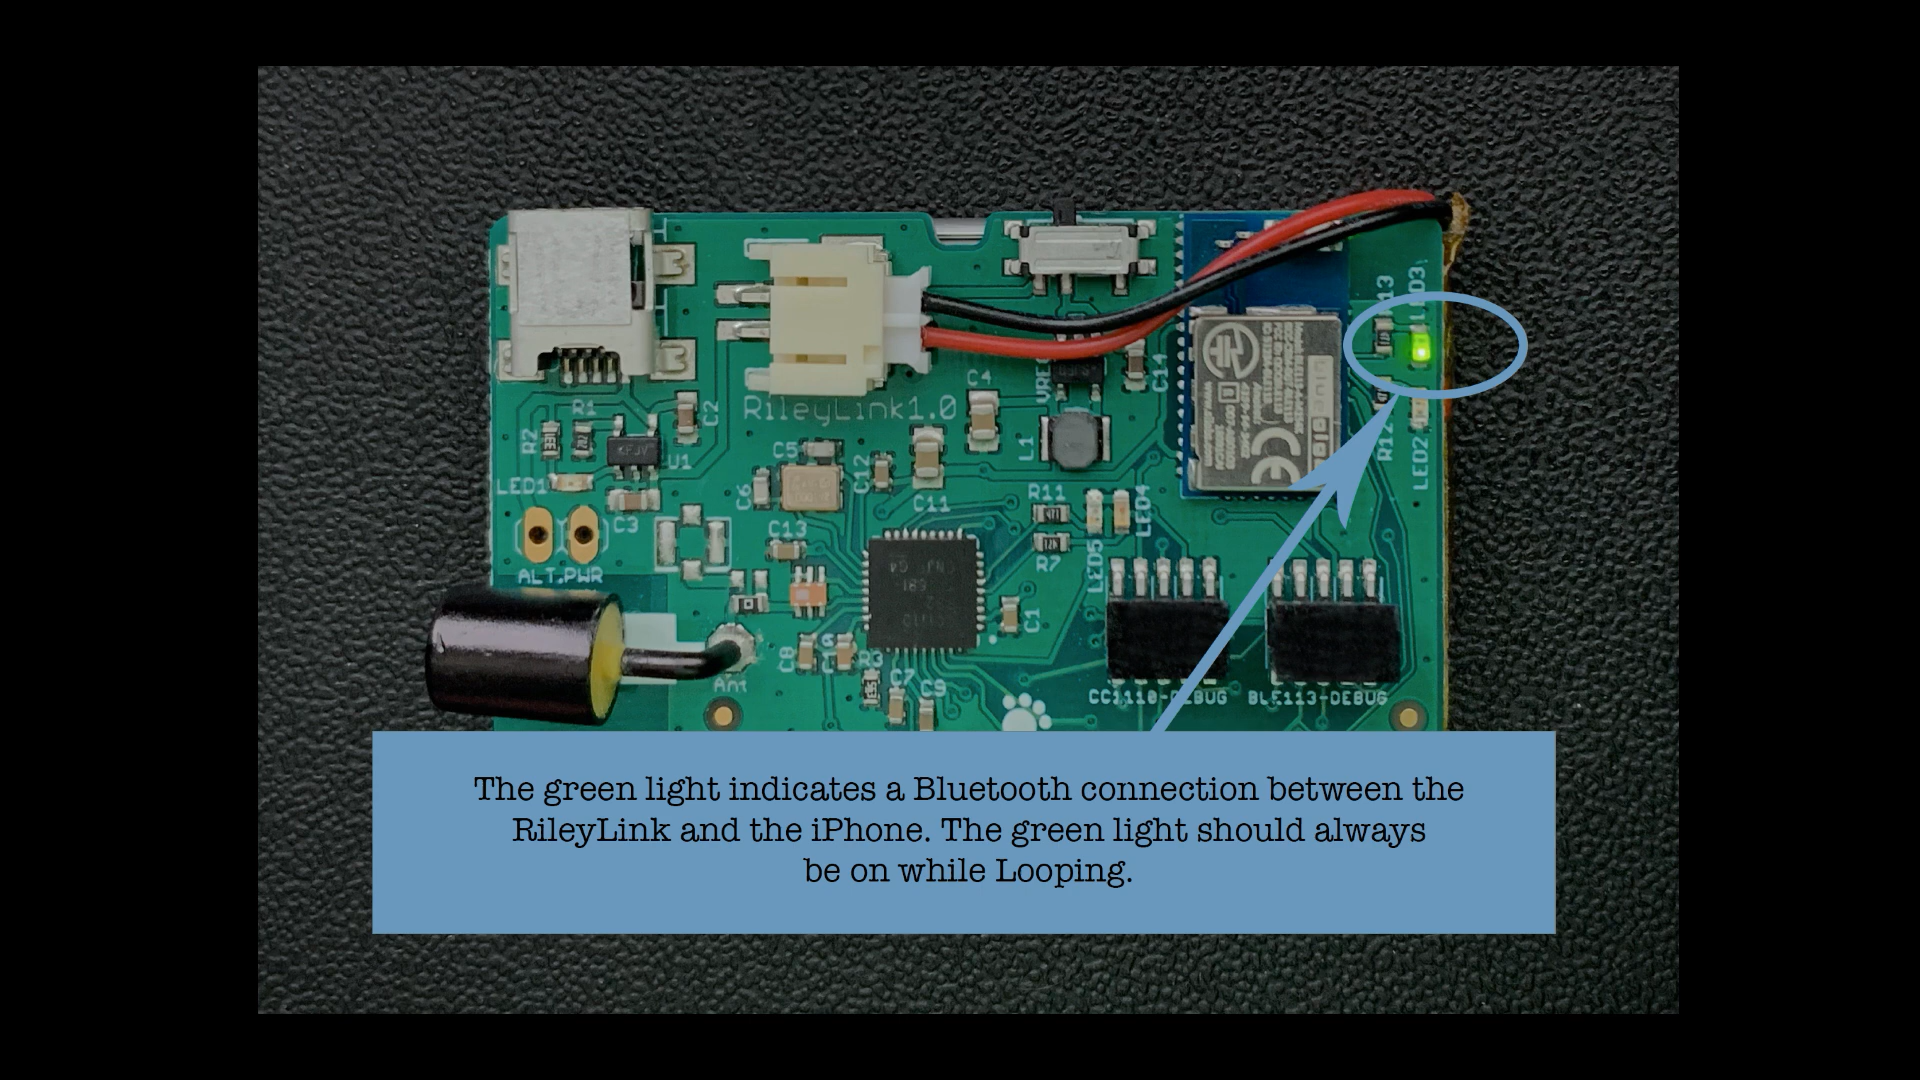 13
LED3
C14
C4
RileyLink1.0
R1
C2
R2
U1
L1
C5
C12
R12
LED2
LED1
C6
C11
R11
LED4
C3
C13
R7
LED5
ALT.PWR
C1
C8
R3
Ant
C7
C9
CC1110-DEBUG
BLE113-DEBUG
The green light indicates a Bluetooth connection between the
RileyLink and the iPhone. The green light should always
be on while Looping.